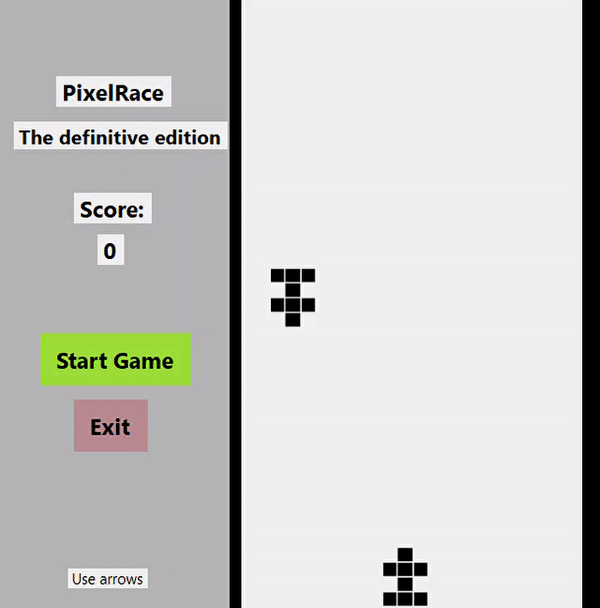 PixelRace
The definitive edition
Score:
0
Start Game
Exit
Use arrows